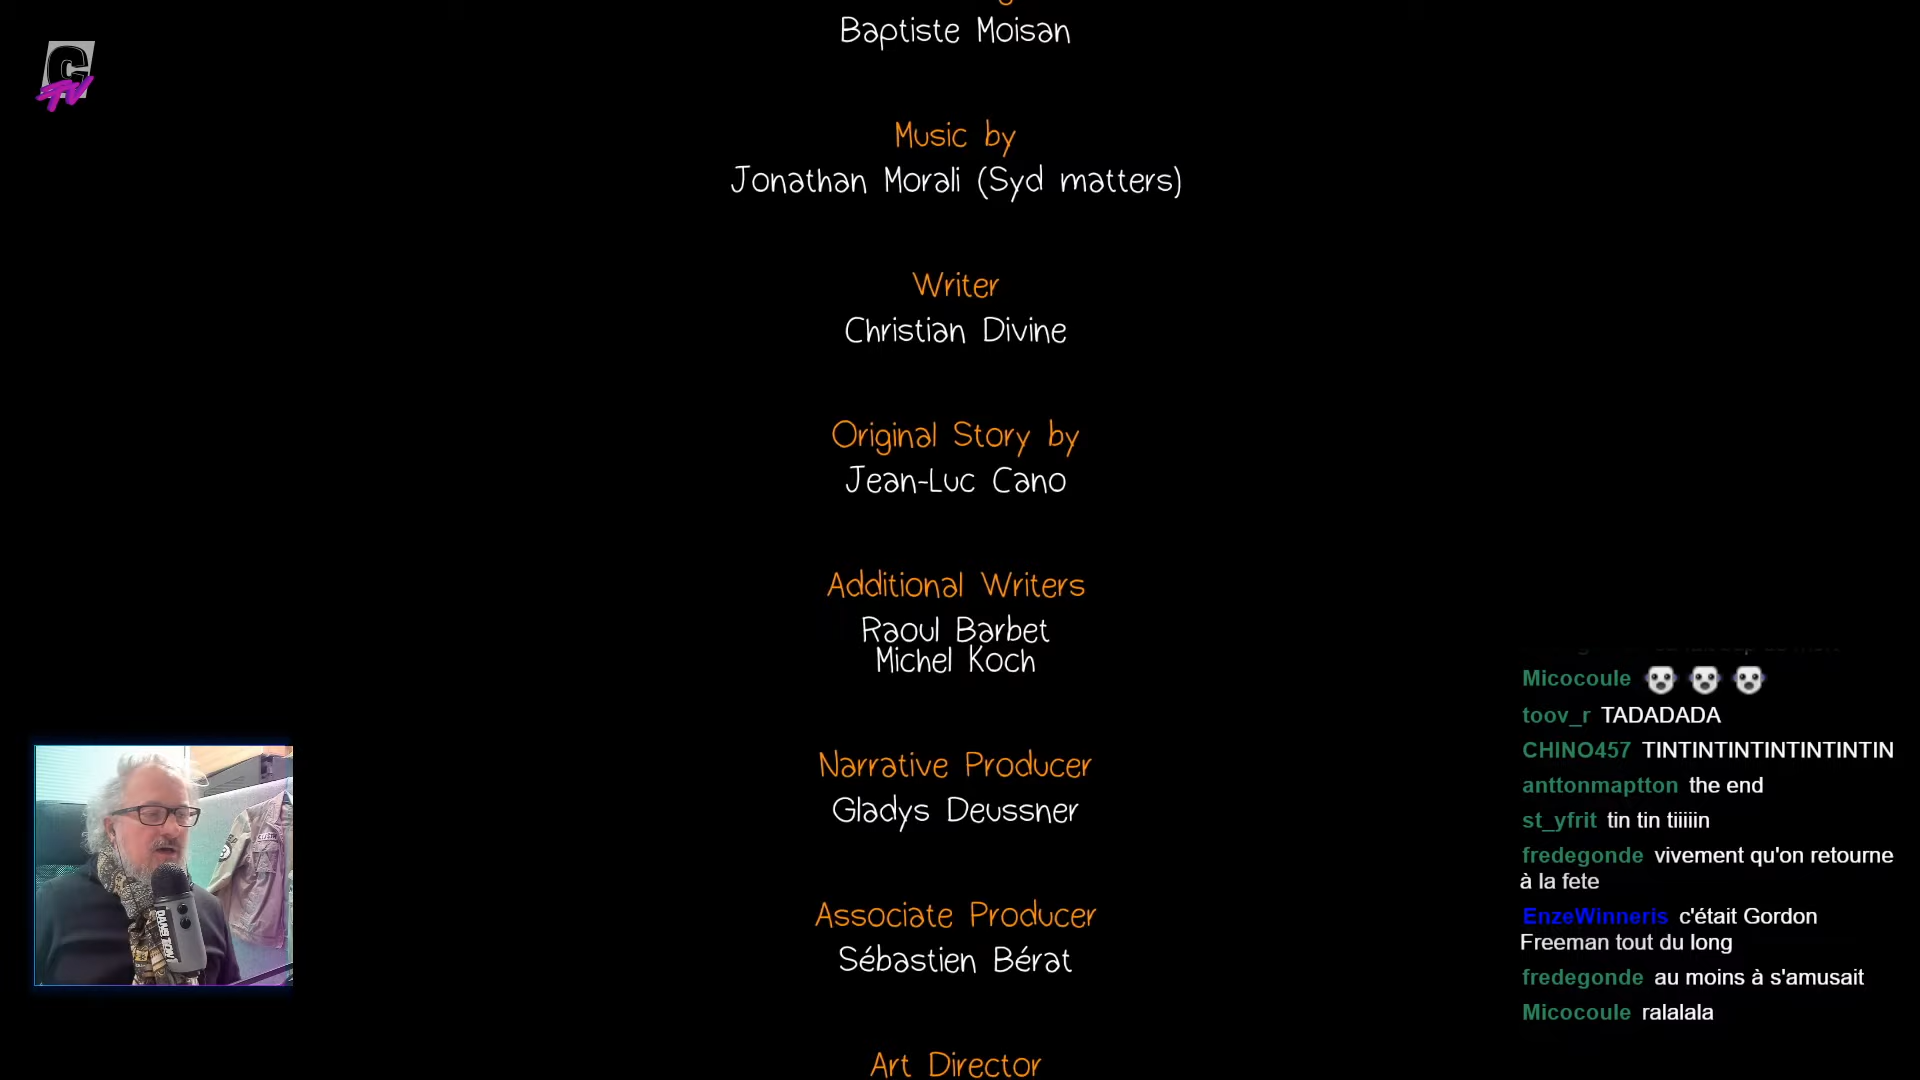 Baptiste Moisan
Music by
Jonathan Morali (Syd matters)
Writer
Christian Divine
Original Story by
Jean-Luc Cano
Additional Writers
Raoul Barbet
Michel Koch
Narrative Producer
Gladys Deussner
Associate Producer
Sébastien Bérat
Art Director
C
TV
Micocoule
toov_r TADADADA
CHINO457 TINTINTINTINTINTINTIN
anttonmaptton the end
st_yfrit tin tin tiiiiin
fredegonde vivement qu'on retourne
à la fete
EnzeWinneris c'était Gordon
Freeman tout du long
fredegonde au moins à s'amusait
Micocoule ralalala